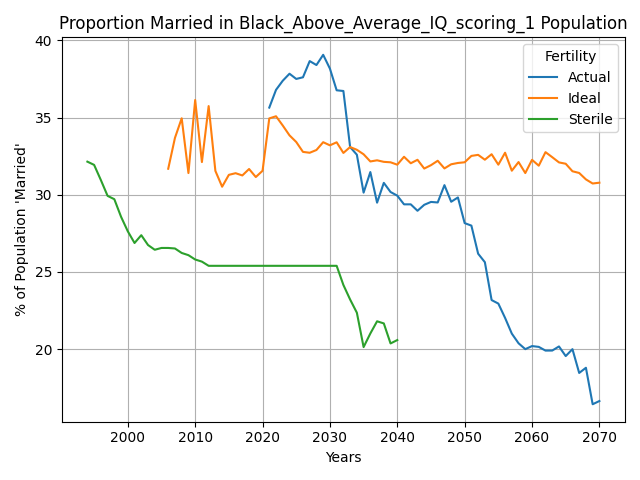 Proportion Married in Black_Above_Average_IQ_scoring_1 Population
% of Population 'Married'
40
35
30
25
20
Fertility
Actual
Ideal
Sterile
2000 2010 2020 2030 2040 2050 2060 2070
Years